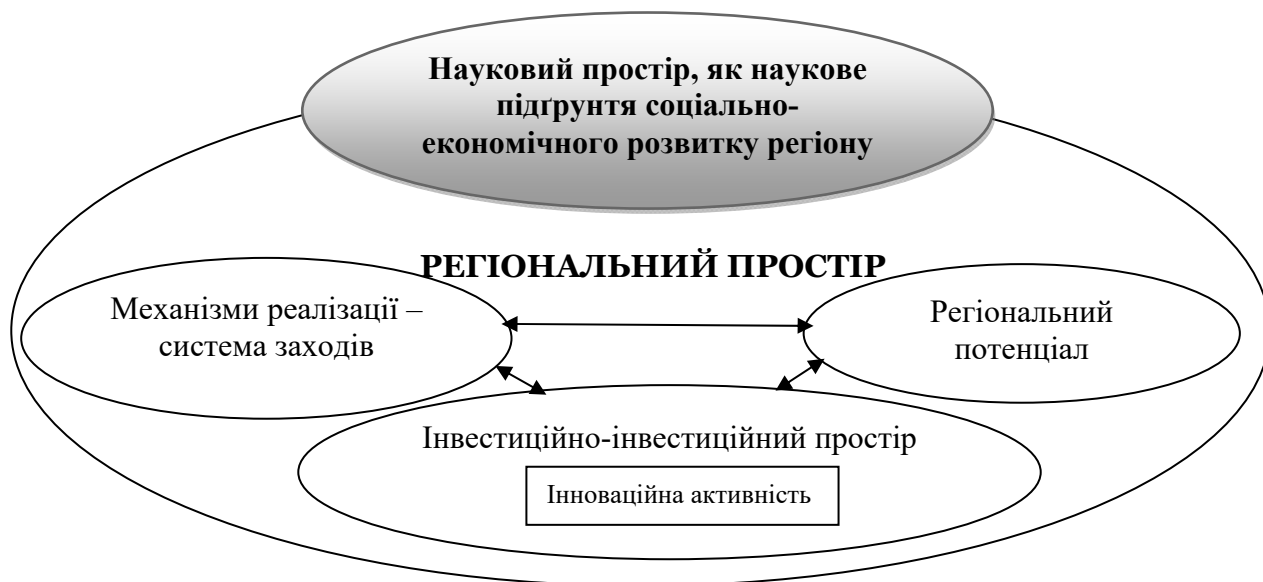 Науковий простір, як наукове
підґрунтя соціально-
економічного розвитку регіону
РЕГІОНАЛЬНИЙ ПРОСТІР
Механізми реалізації –
система заходів
Регіональний
потенціал
Інвестиційно-інвестиційний простір
Інноваційна активність